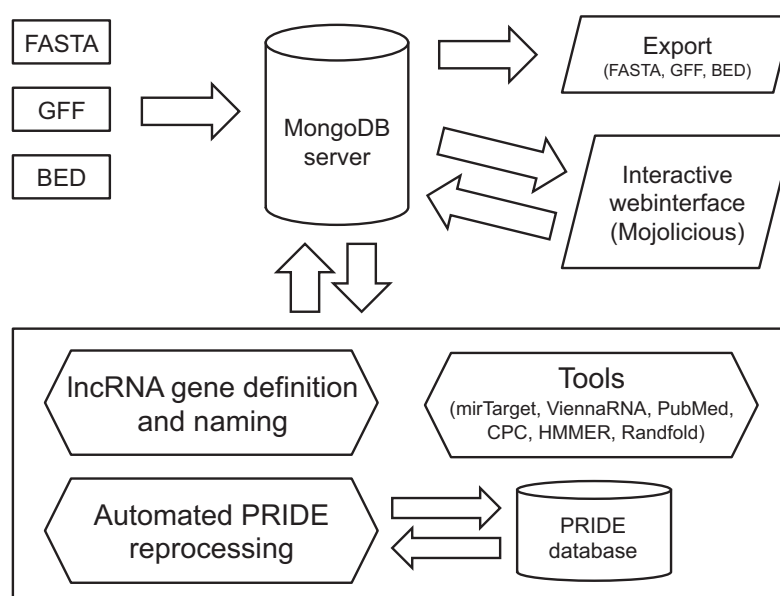 FASTA
GFF
BED
MongoDB
server
Export
(FASTA, GFF, BED)
Interactive
webinterface
(Mojolicious)
lncRNA gene definition
and naming
Tools
(mirTarget, ViennaRNA, PubMed,
CPC, HMMER, Randfold)
Automated PRIDE
reprocessing
PRIDE
database